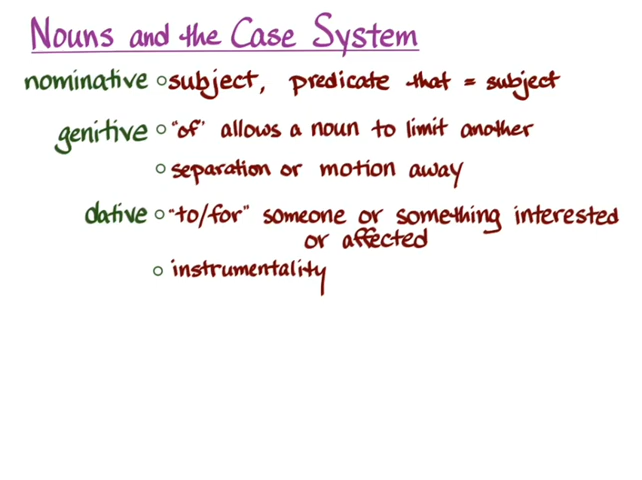 Nouns and the Case System
nominative ○ subject, predicate that = subject
genitive ○ "of" allows a noun to limit another
○ separation or motion away
dative ○ "to/for" someone or something interested
or affected
○ instrumentality